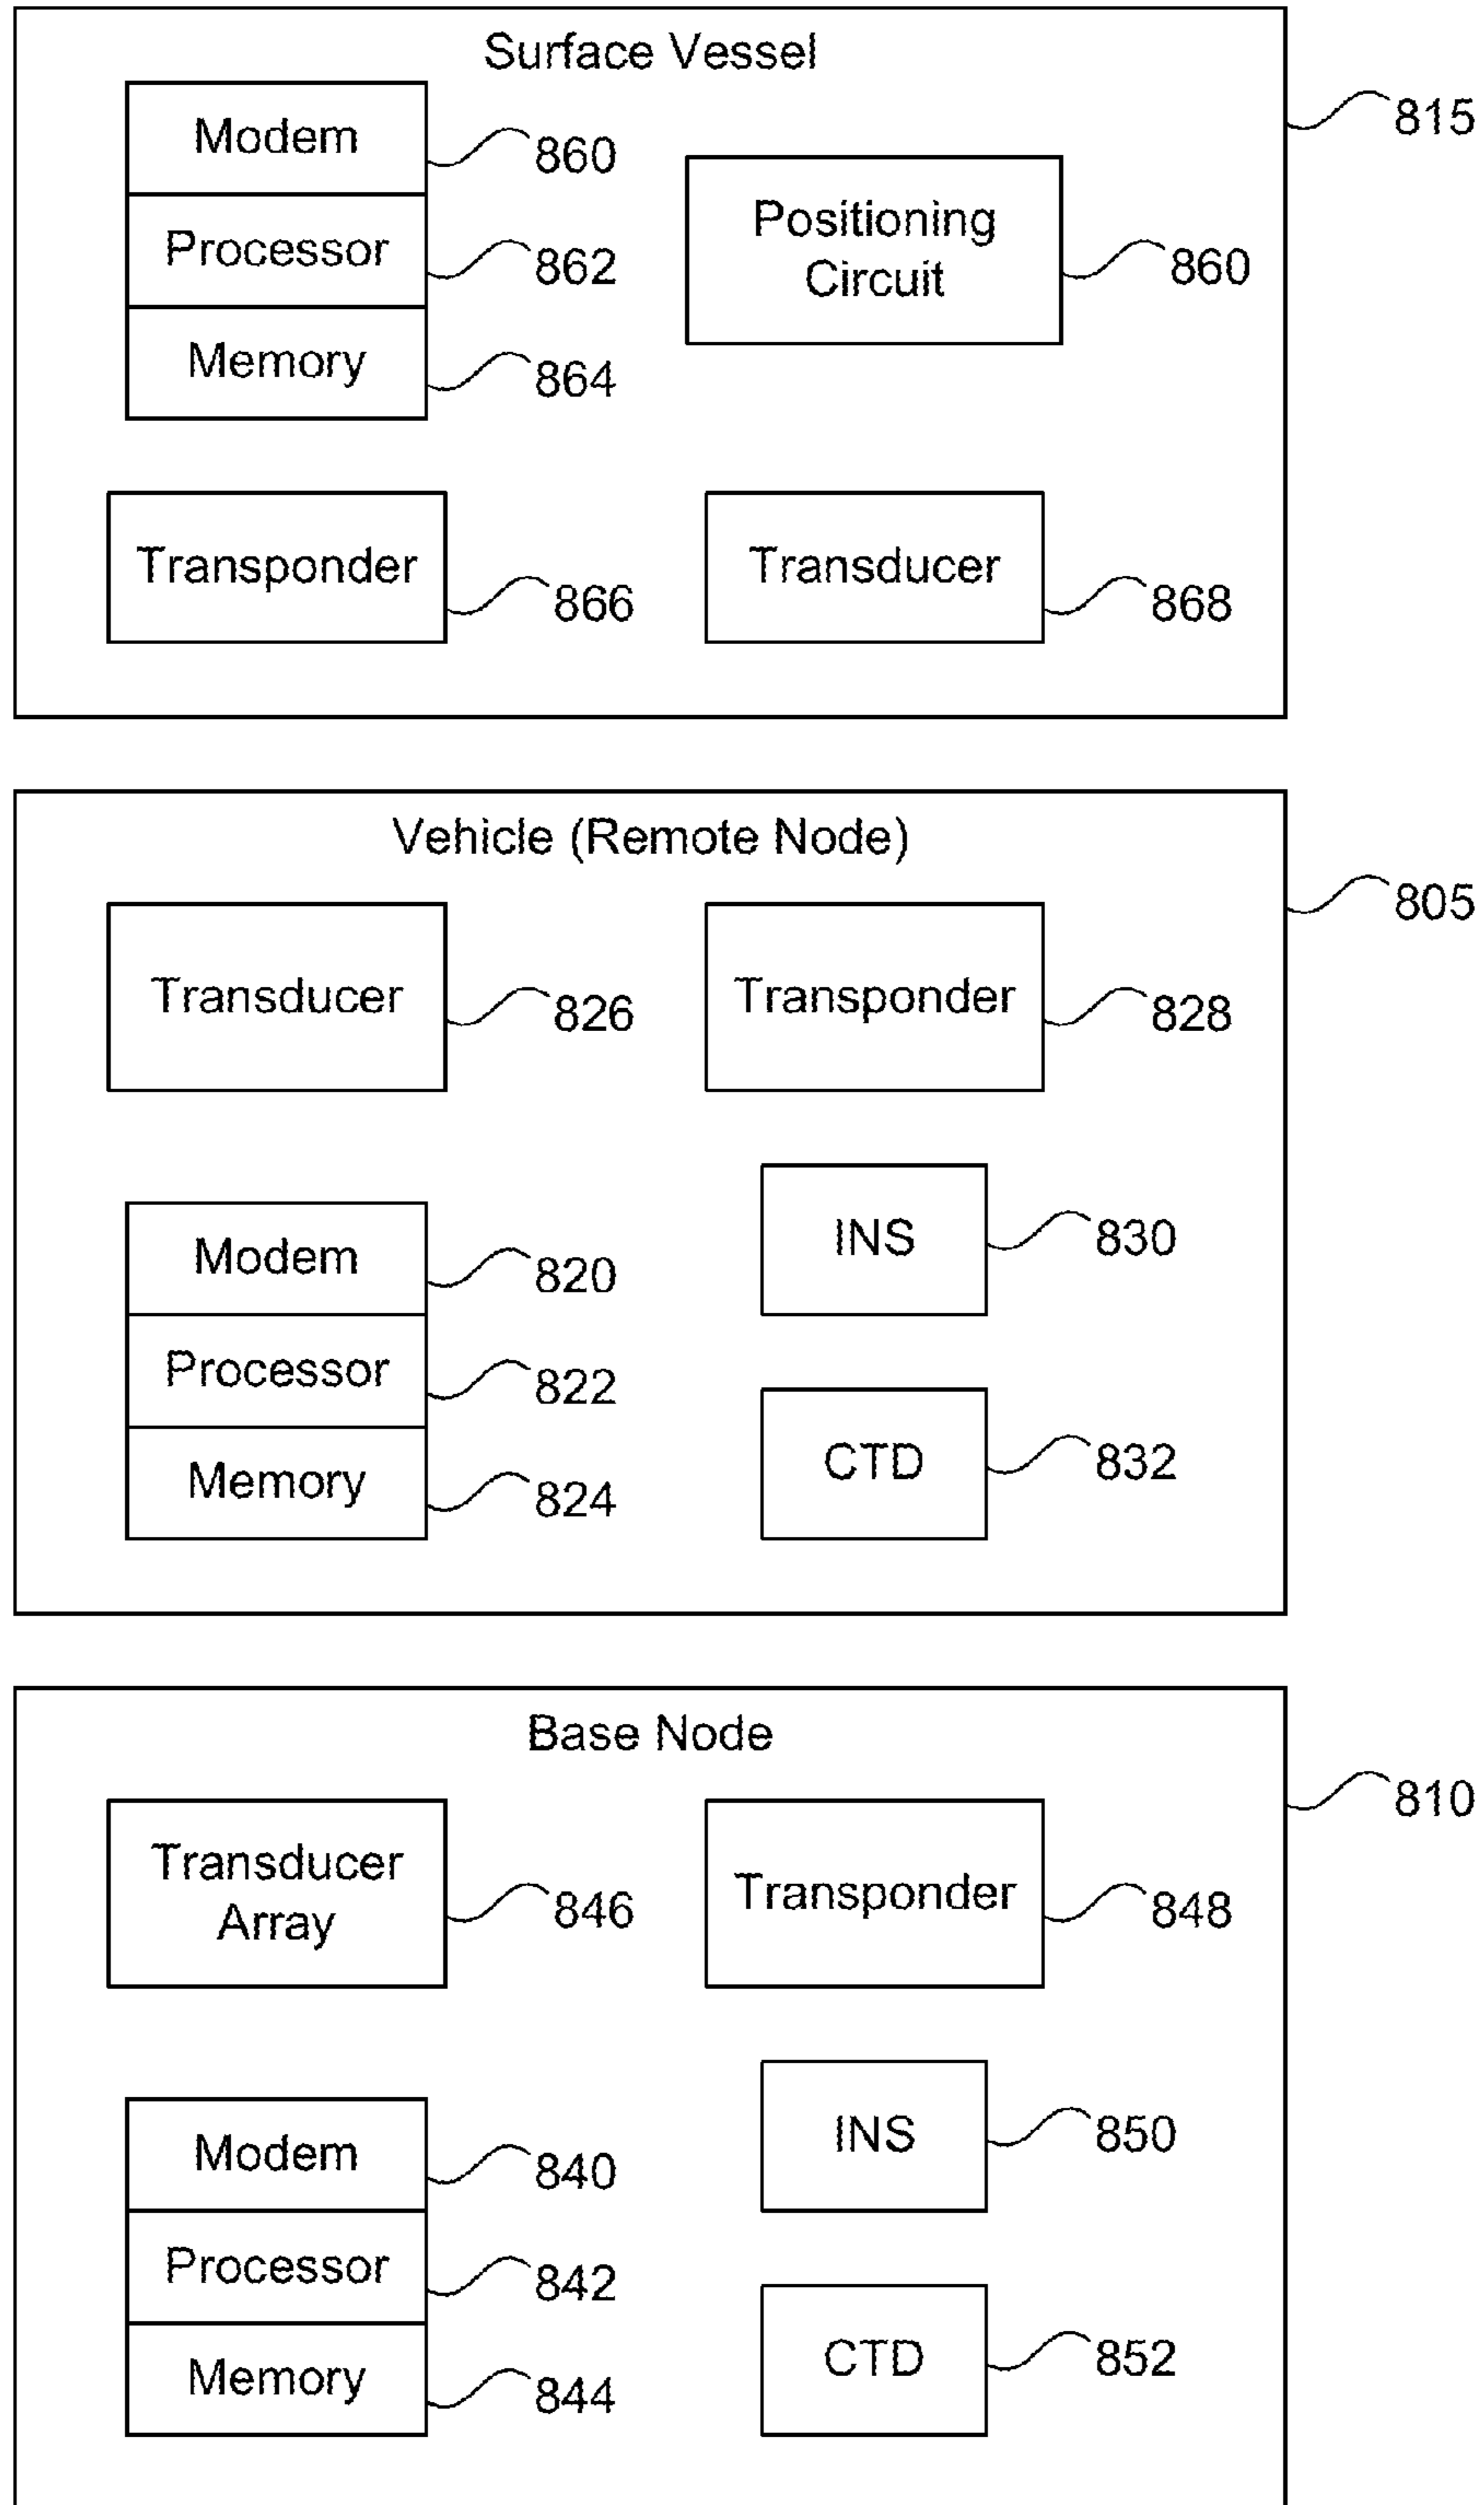 Surface Vessel
815
Modem
860
Processor
862
Memory
864
Positioning
Circuit
860
Transponder
866
Transducer
868
Vehicle (Remote Node)
805
Transducer
826
Transponder
828
Modem
820
Processor
822
Memory
824
INS
830
CTD
832
Base Node
810
Transducer
Array
846
Transponder
848
Modem
840
Processor
842
Memory
844
INS
850
CTD
852